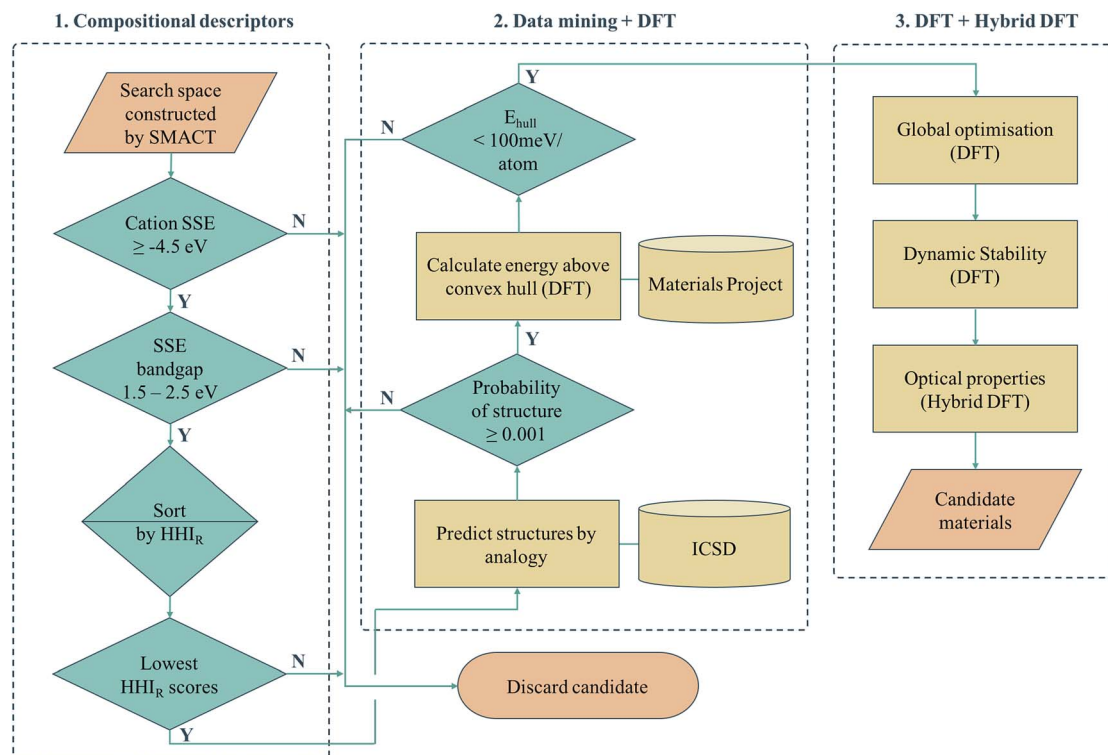 1. Compositional descriptors
Search space
constructed
by SMACT
Cation SSE
≥ -4.5 eV
N
Y
SSE
bandgap
1.5 – 2.5 eV
N
Y
Sort
by HHI_R
Lowest
HHI_R scores
N
Y
2. Data mining + DFT
Y
E_hull
< 100meV/
atom
N
Calculate energy above
convex hull (DFT)
Materials Project
Y
Probability
of structure
≥ 0.001
N
Predict structures by
analogy
ICSD
Discard candidate
3. DFT + Hybrid DFT
Global optimisation
(DFT)
Dynamic Stability
(DFT)
Optical properties
(Hybrid DFT)
Candidate
materials